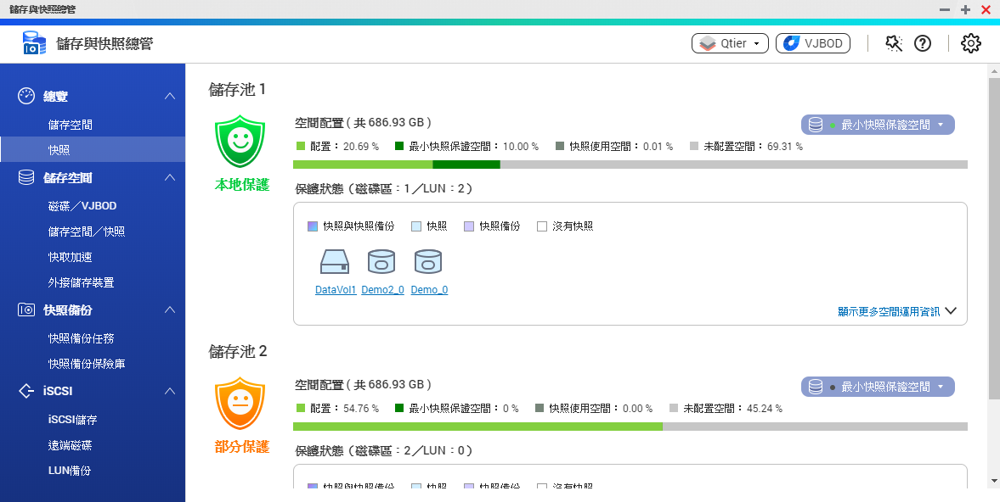 儲存與快照總管
儲存與快照總管
Qtier
VJBOD
總覽
儲存空間
快照
儲存空間
磁碟／VJBOD
儲存空間／快照
快取加速
外接儲存裝置
快照備份
快照備份任務
快照備份保險庫
iSCSI
iSCSI儲存
遠端磁碟
LUN備份
儲存池 1
本地保護
空間配置 ( 共 686.93 GB )
最小快照保證空間
配置： 20.69 % 最小快照保證空間： 10.00 % 快照使用空間： 0.01 % 未配置空間： 69.31 %
保護狀態（磁碟區：1／LUN：2）
快照與快照備份 快照 快照備份 沒有快照
DataVol1 Demo2_0 Demo_0
顯示更多空間運用資訊
儲存池 2
部分保護
空間配置 ( 共 686.93 GB )
最小快照保證空間
配置： 54.76 % 最小快照保證空間： 0 % 快照使用空間： 0.00 % 未配置空間： 45.24 %
保護狀態（磁碟區：2／LUN：0）
快照與快照備份 快照 快照備份 沒有快照